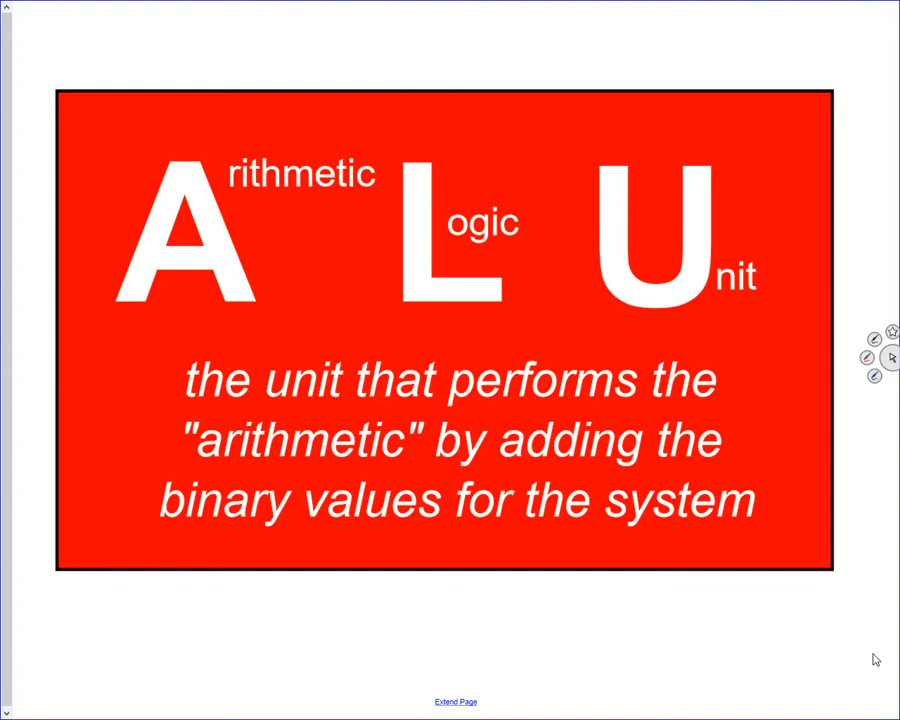 Arithmetic Logic Unit
the unit that performs the
"arithmetic" by adding the
binary values for the system
Extend Page